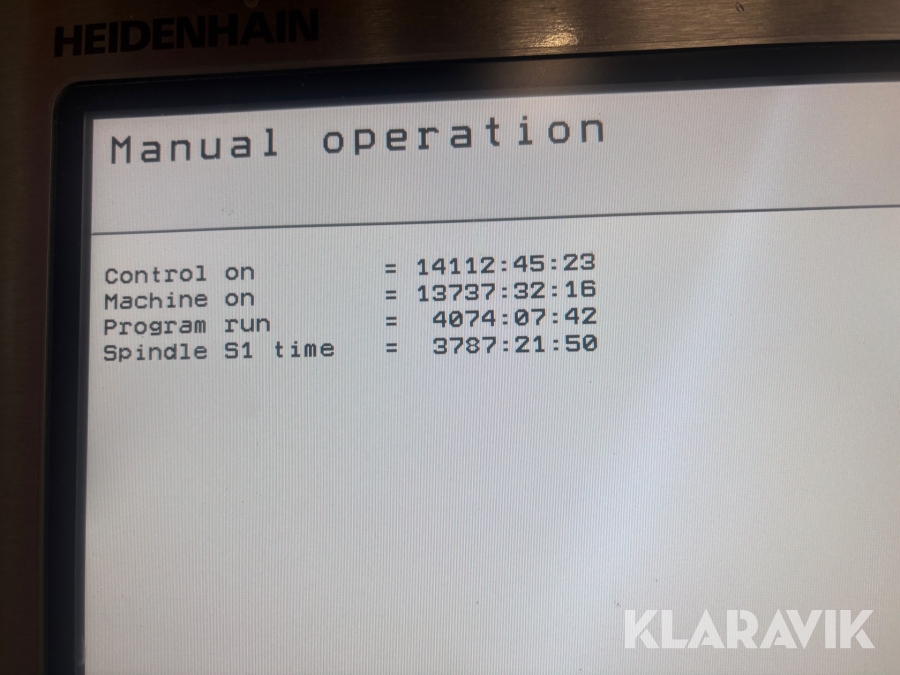 HEIDENHAIN
Manual operation
Control on = 14112:45:23
Machine on = 13737:32:16
Program run = 4074:07:42
Spindle S1 time = 3787:21:50
KLARAVIK